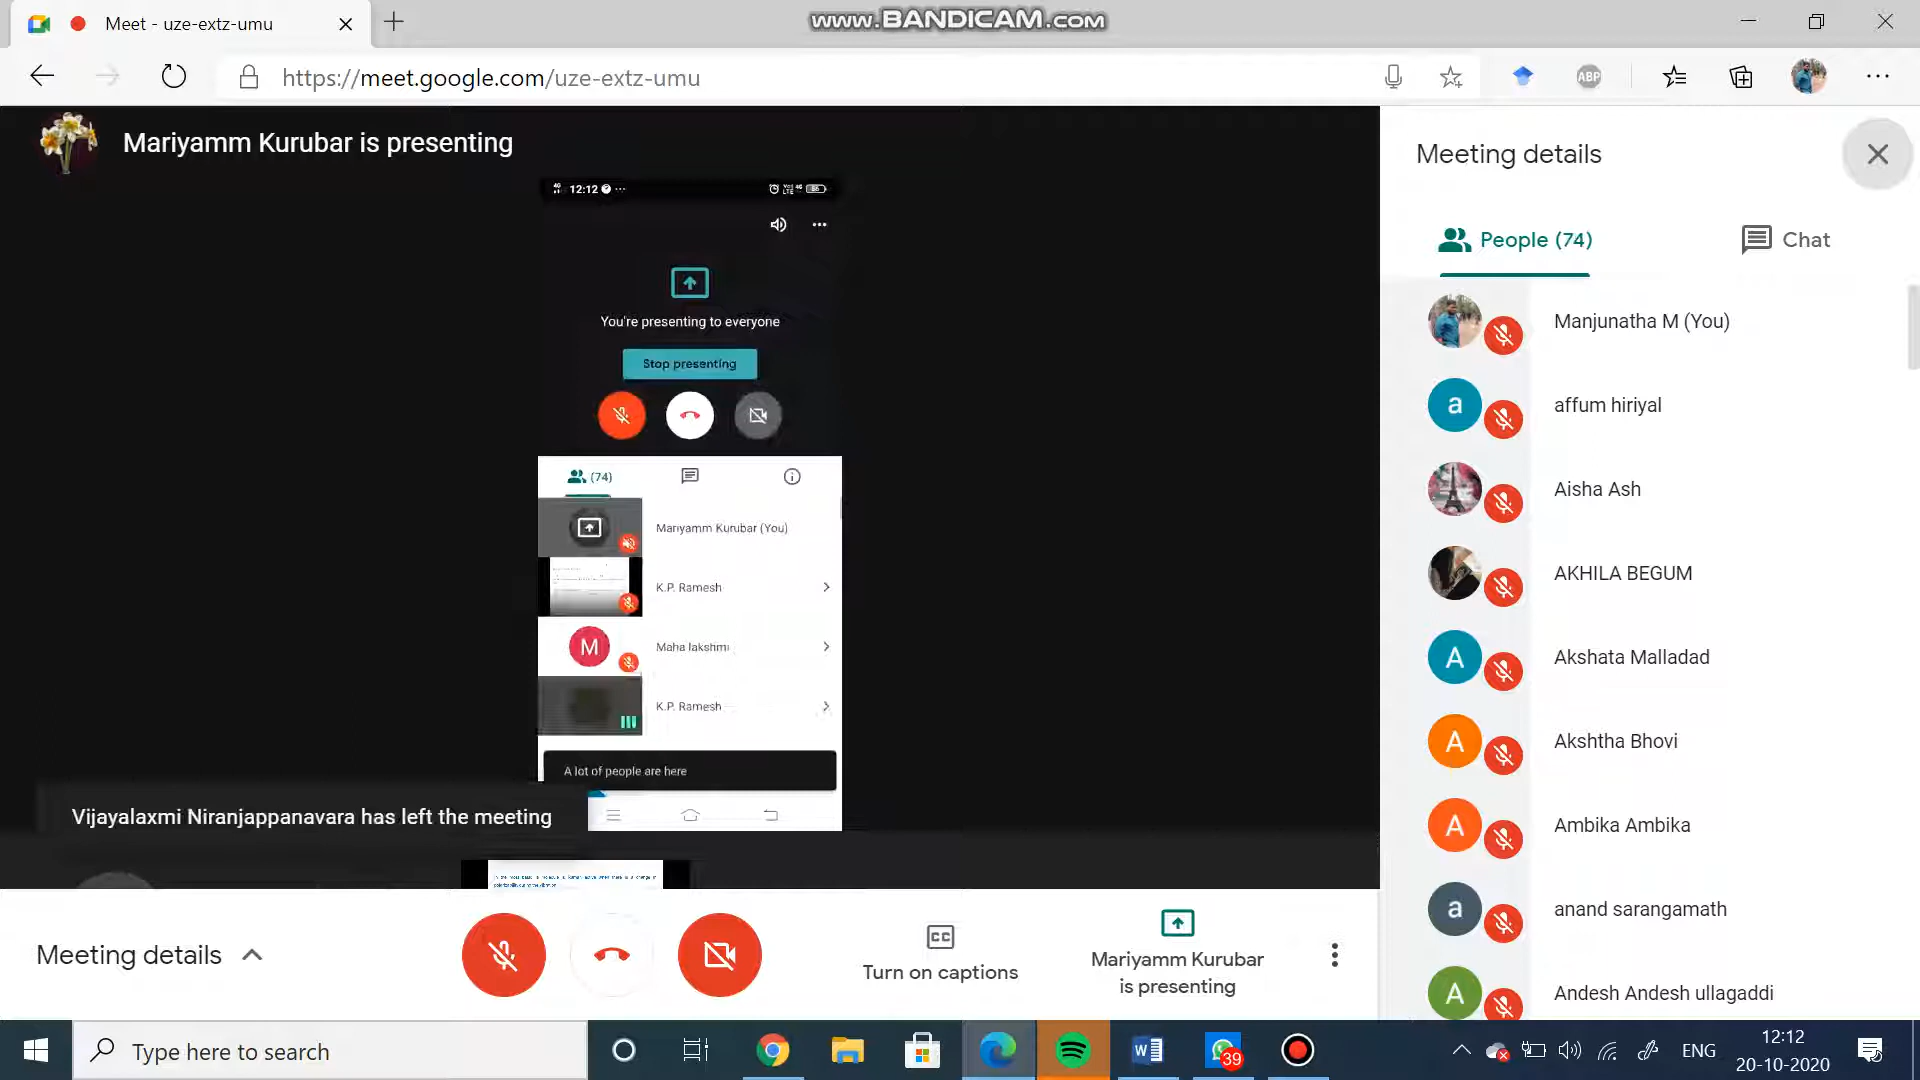 Meet - uze-extz-umu
www.BANDICAM.com
https://meet.google.com/uze-extz-umu
ABP
Mariyamm Kurubar is presenting
12:12
You're presenting to everyone
Stop presenting
(74)
Mariyamm Kurubar (You)
K.P. Ramesh
M
Maha lakshmi
K.P. Ramesh
A lot of people are here
Vijayalaxmi Niranjappanavara has left the meeting
Meeting details
People (74)
Chat
Manjunatha M (You)
a
affum hiriyal
Aisha Ash
AKHILA BEGUM
A
Akshata Malladad
A
Akshtha Bhovi
A
Ambika Ambika
a
anand sarangamath
A
Andesh Andesh ullagaddi
Meeting details
CC
Turn on captions
Mariyamm Kurubar
is presenting
Type here to search
39
ENG
12:12
20-10-2020